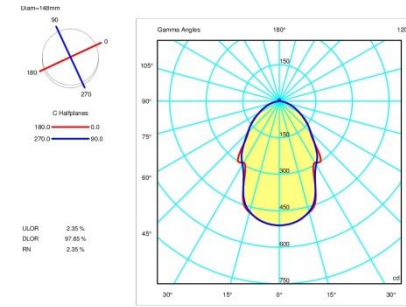 Diam=148mm
90
0
180
270
C Halfplanes
180.0 0.0
270.0 90.0
ULOR 2.35 %
DLOR 97.65 %
RN 2.35 %
Gamma Angles 180° 120
105°
90°
75°
60°
45°
150
150
300
450
600
750
cd
30° 15° 0° 15° 30°